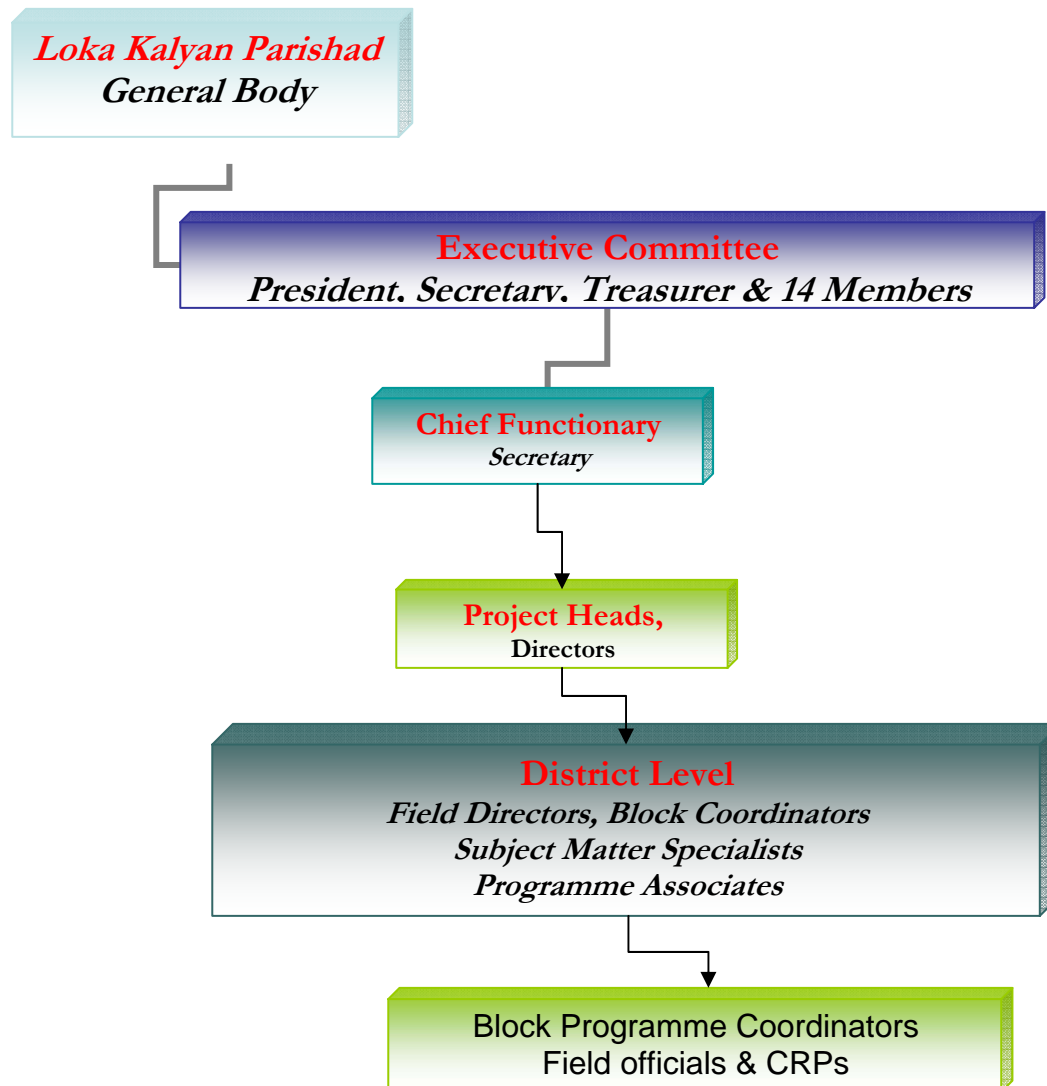 Loka Kalyan Parishad
General Body
Executive Committee
President. Secretary. Treasurer & 14 Members
Chief Functionary
Secretary
Project Heads,
Directors
District Level
Field Directors, Block Coordinators
Subject Matter Specialists
Programme Associates
Block Programme Coordinators
Field officials & CRPs